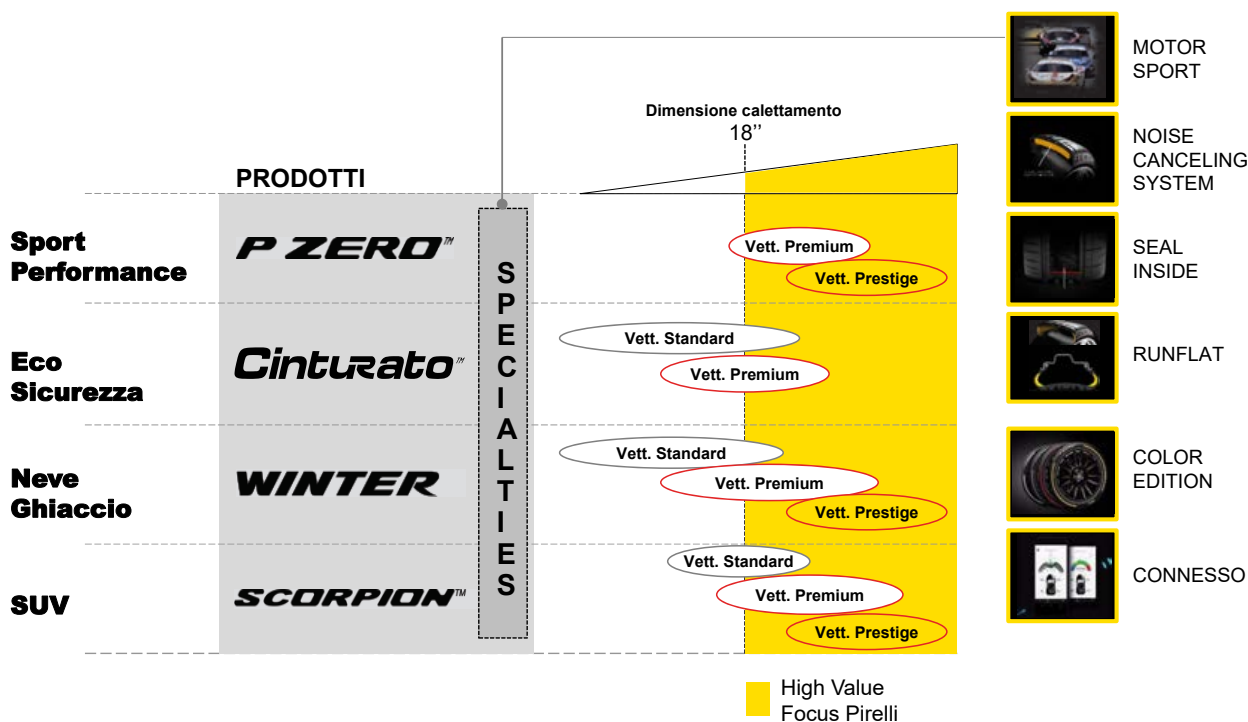 MOTOR
SPORT
Dimensione calettamento
18’’
NOISE
CANCELING
SYSTEM
PRODOTTI
Sport
Performance
P ZERO™
Vett. Premium
Vett. Prestige
SEAL
INSIDE
SPECIALTIES
Eco
Sicurezza
Cinturato™
Vett. Standard
Vett. Premium
RUNFLAT
Neve
Ghiaccio
WINTER
Vett. Standard
Vett. Premium
Vett. Prestige
COLOR
EDITION
SUV
SCORPION™
Vett. Standard
Vett. Premium
Vett. Prestige
CONNESSO
High Value
Focus Pirelli